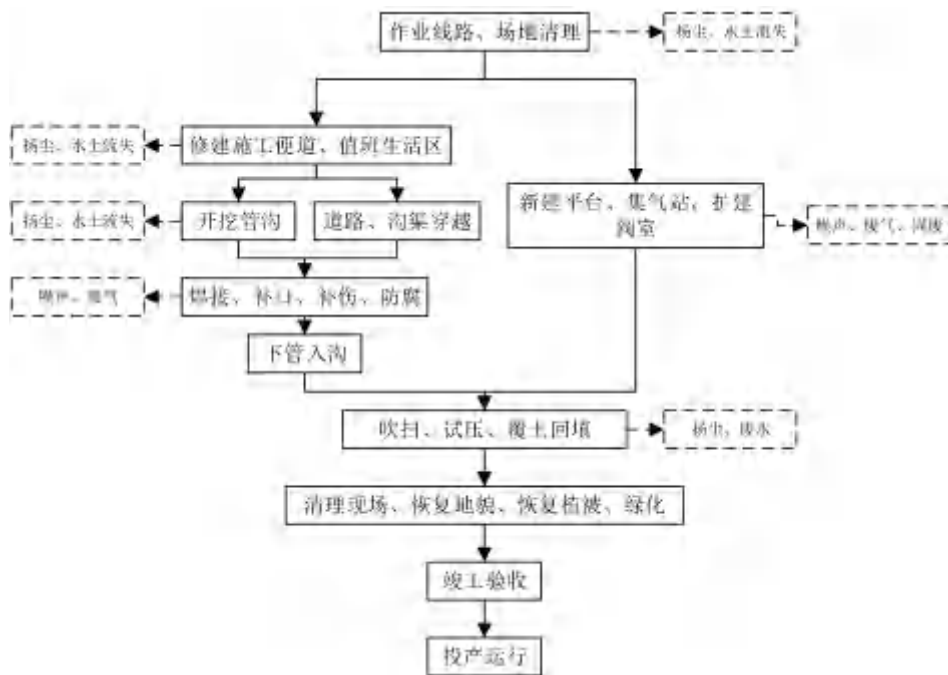 作业线路、场地清理
扬尘、水土流失
扬尘、水土流失
修建施工便道、值班生活区
扬尘、水土流失
开挖管沟
道路、沟渠穿越
新建平台、集气站、扩建
阀室
噪声、废气、固废
噪声、废气
焊接、补口、补伤、防腐
下管入沟
吹扫、试压、覆土回填
扬尘、废水
清理现场、恢复地貌、恢复植被、绿化
竣工验收
投产运行